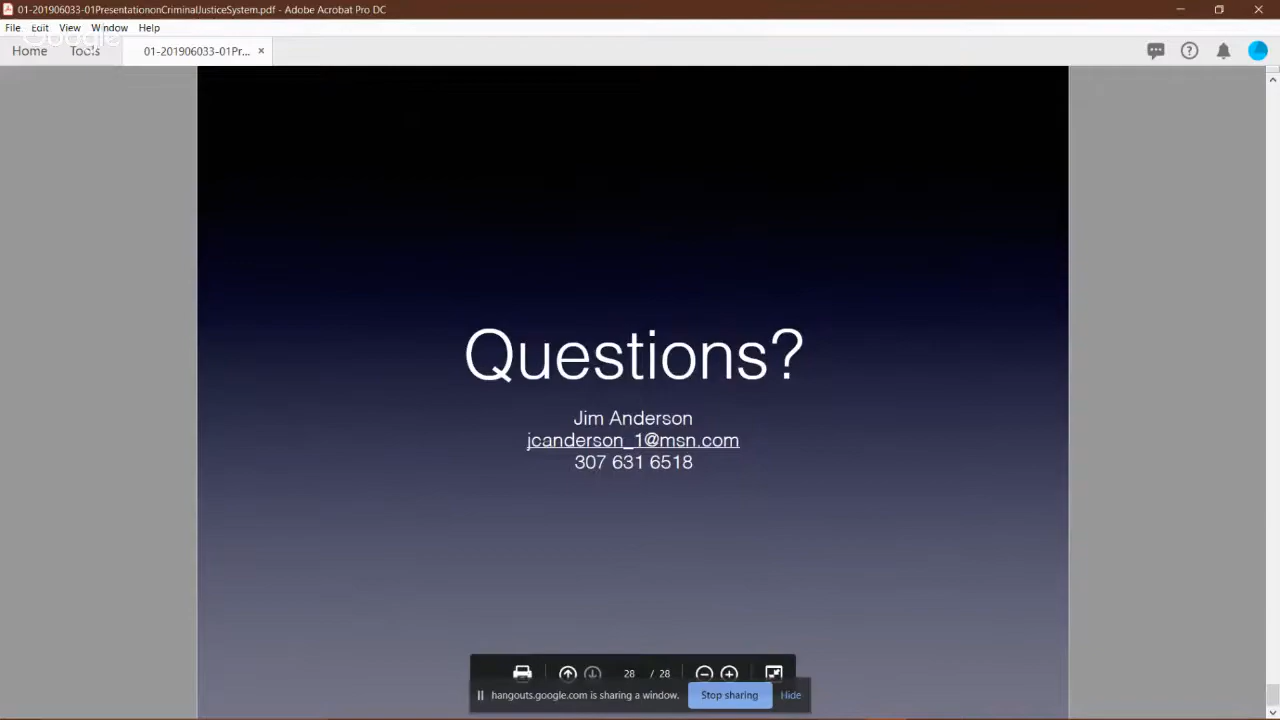 01-201906033-01PresentationonCriminalJusticeSystem.pdf - Adobe Acrobat Pro DC
File Edit View Window Help
Google
Home Tools 01-201906033-01Pr... ×
Questions?
Jim Anderson
jcanderson_1@msn.com
307 631 6518
28 / 28
hangouts.google.com is sharing a window. Stop sharing Hide